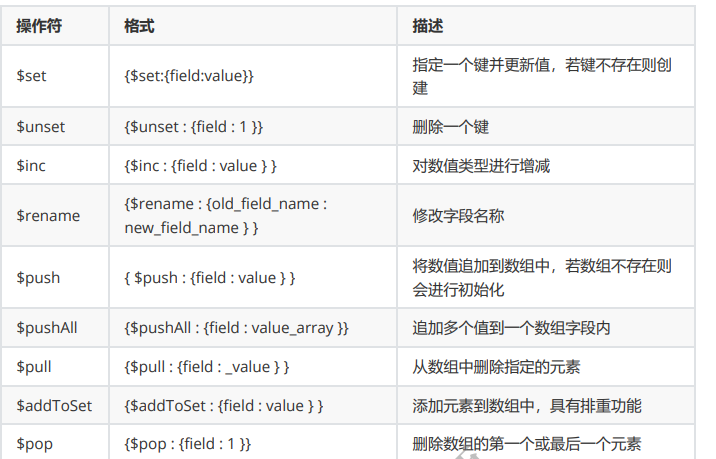 操作符 格式 描述
$set {$set:{field:value}} 指定一个键并更新值，若键不存在则创
建
$unset {$unset : {field : 1 }} 删除一个键
$inc {$inc : {field : value } } 对数值类型进行增减
$rename {$rename : {old_field_name :
new_field_name } } 修改字段名称
$push { $push : {field : value } } 将数值追加到数组中，若数组不存在则
会进行初始化
$pushAll {$pushAll : {field : value_array }} 追加多个值到一个数组字段内
$pull {$pull : {field : _value } } 从数组中删除指定的元素
$addToSet {$addToSet : {field : value } } 添加元素到数组中，具有排重功能
$pop {$pop : {field : 1 }} 删除数组的第一个或最后一个元素